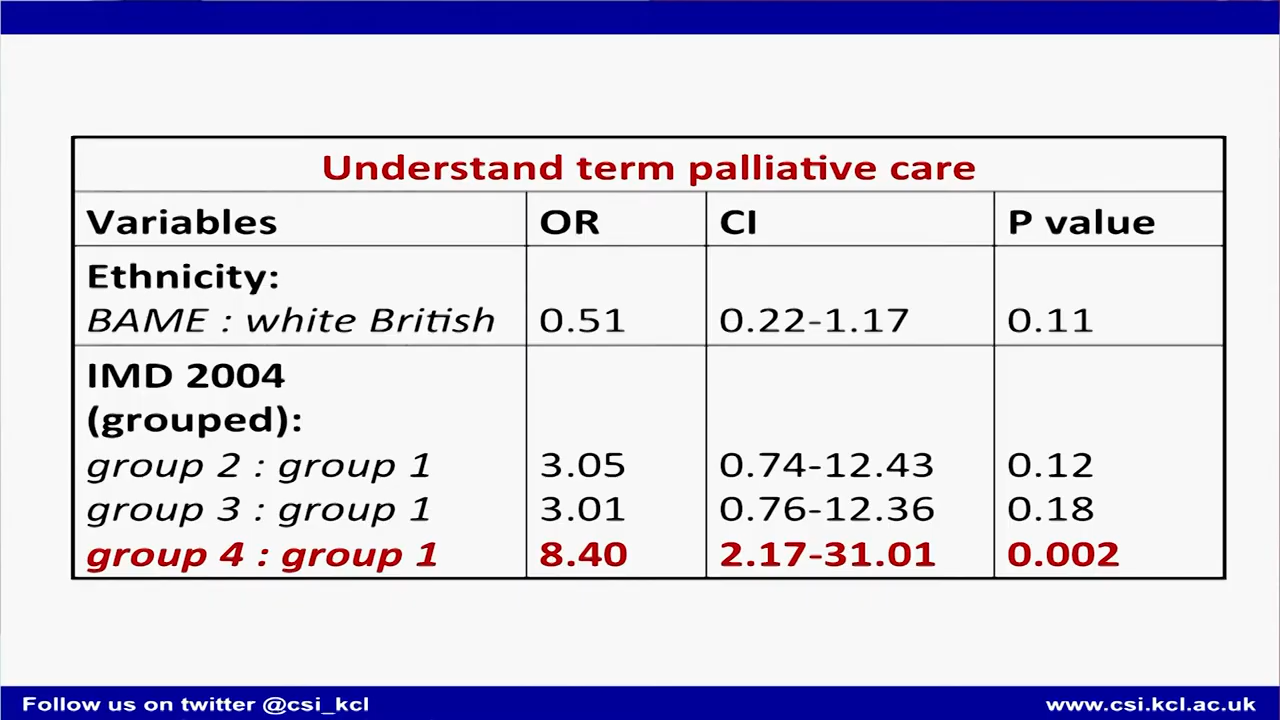 Understand term palliative care
Variables OR CI P value
Ethnicity:
BAME : white British 0.51 0.22-1.17 0.11
IMD 2004
(grouped):
group 2 : group 1 3.05 0.74-12.43 0.12
group 3 : group 1 3.01 0.76-12.36 0.18
group 4 : group 1 8.40 2.17-31.01 0.002
Follow us on twitter @csi_kcl www.csi.kcl.ac.uk